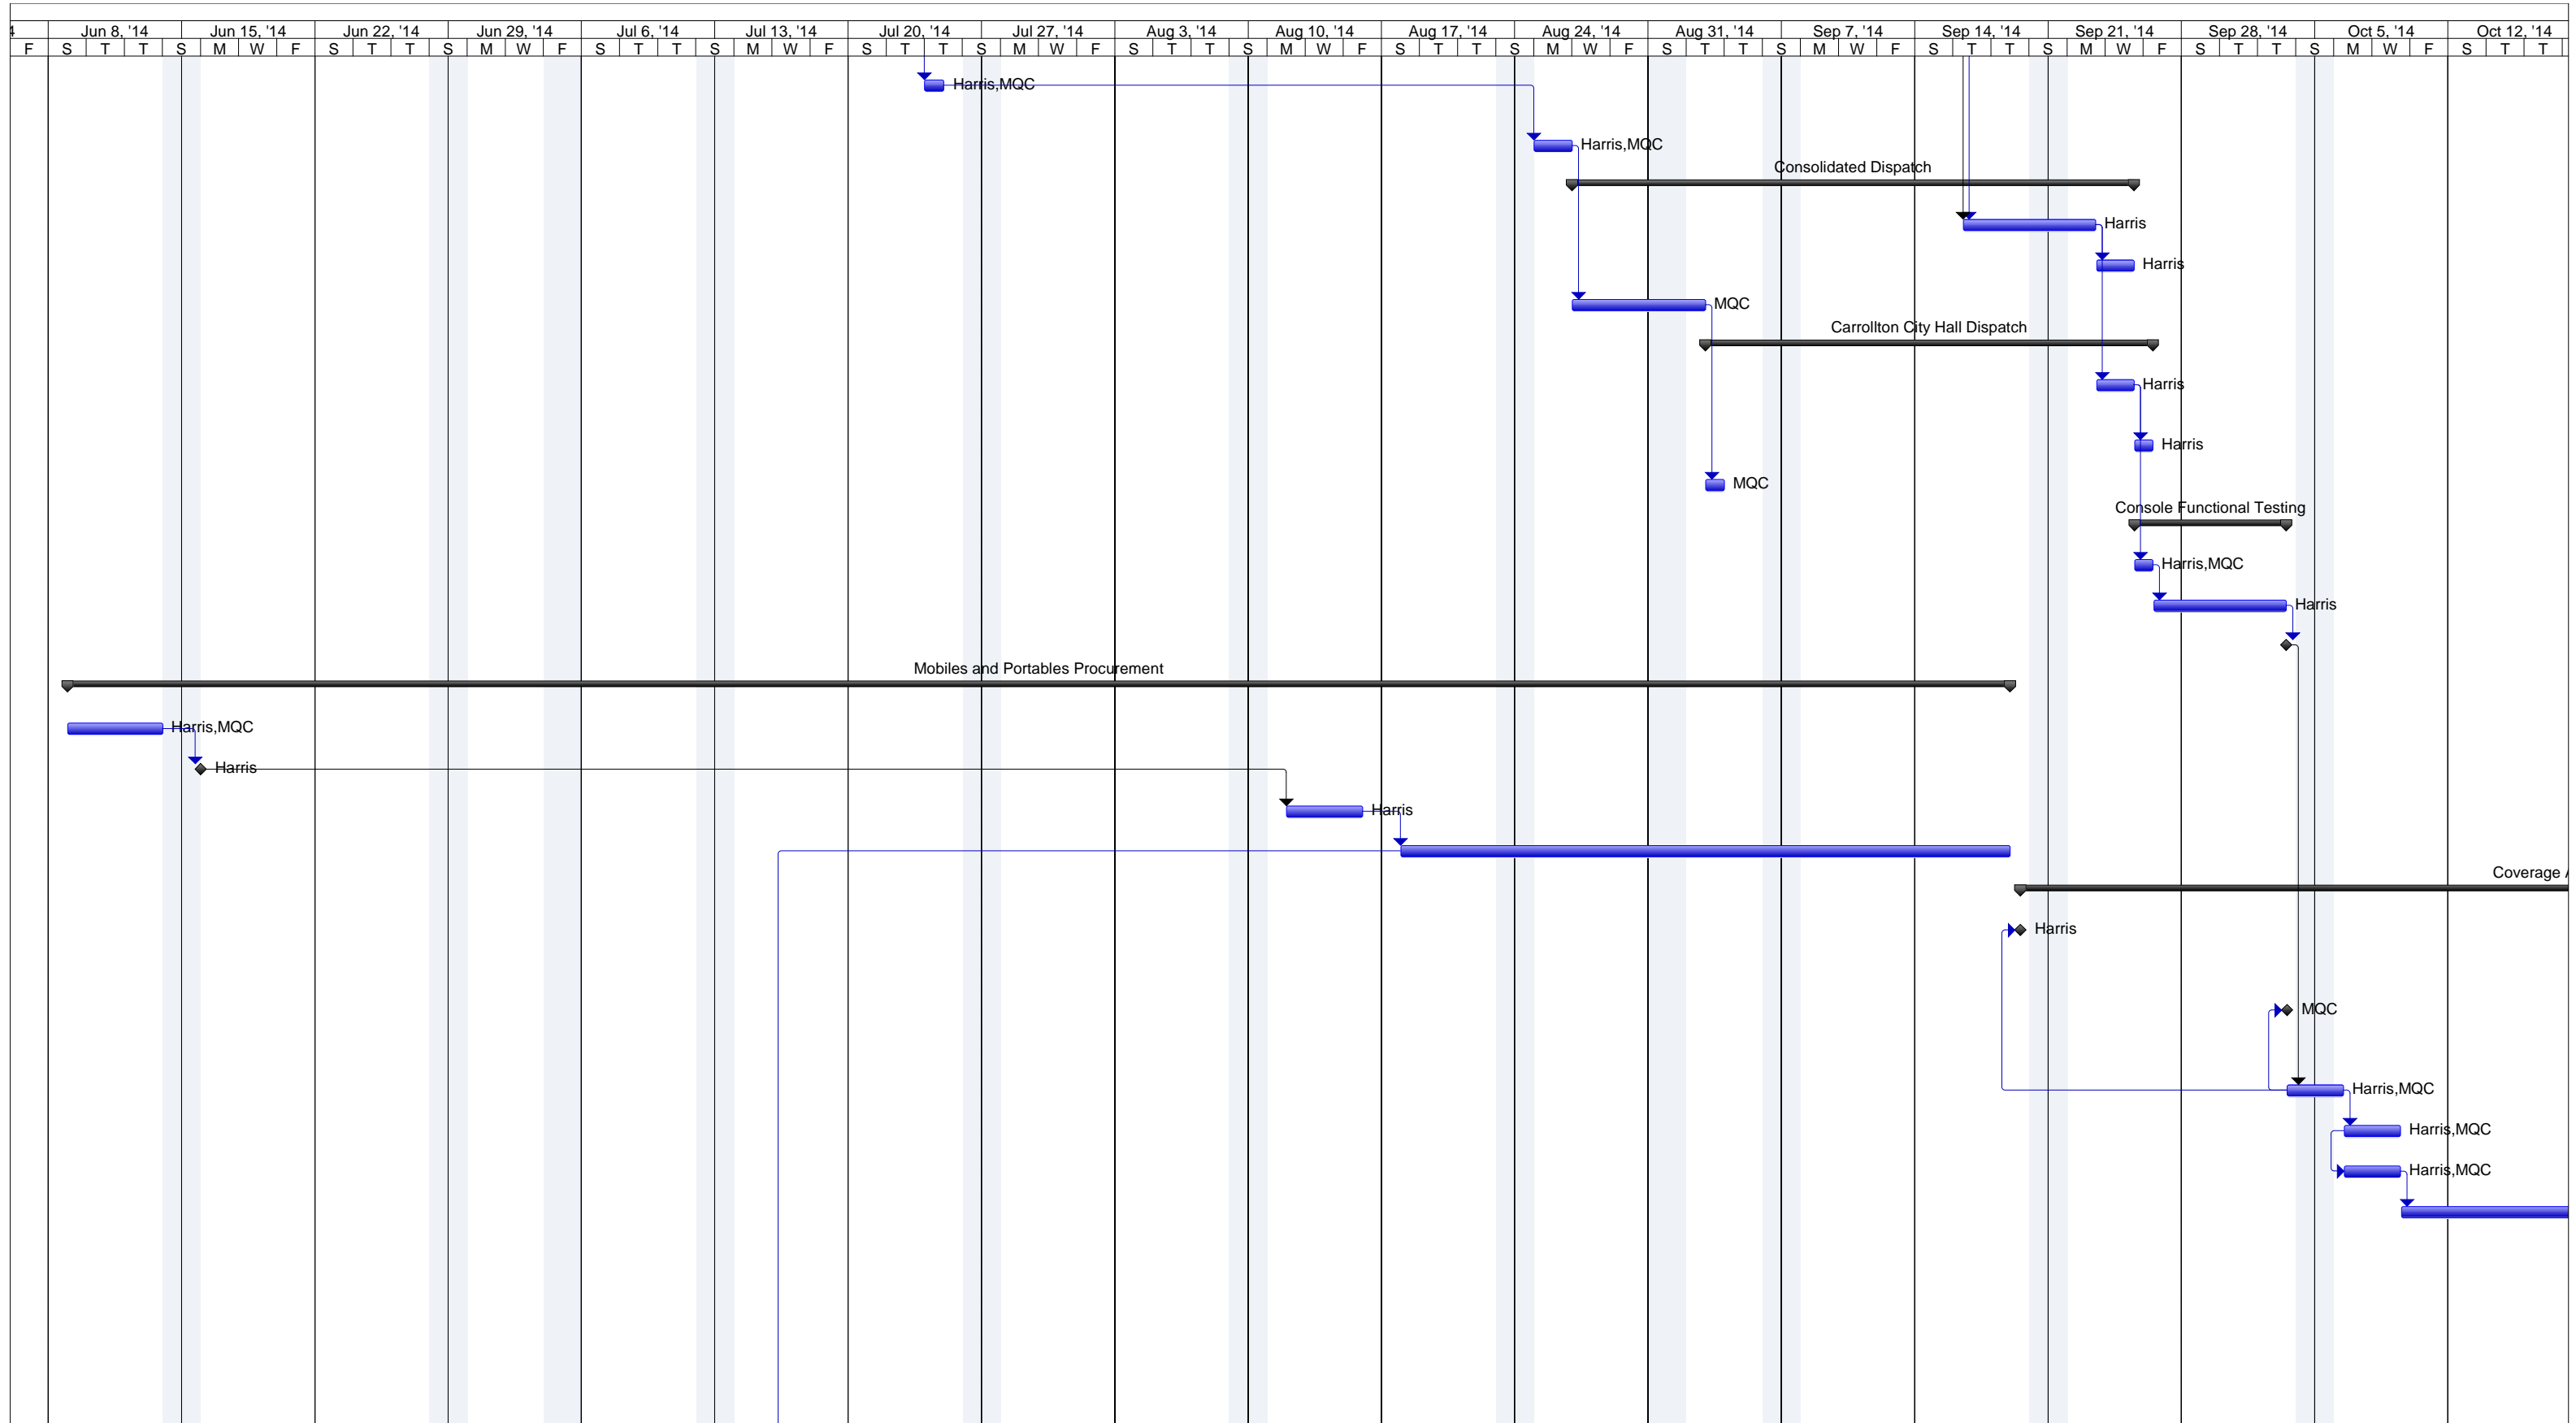 4 Jun 8, '14 Jun 15, '14 Jun 22, '14 Jun 29, '14 Jul 6, '14 Jul 13, '14 Jul 20, '14 Jul 27, '14 Aug 3, '14 Aug 10, '14 Aug 17, '14 Aug 24, '14 Aug 31, '14 Sep 7, '14 Sep 14, '14 Sep 21, '14 Sep 28, '14 Oct 5, '14 Oct 12, '14
F S T T S M W F S T T S M W F S T T S M W F S T T S M W F S T T S M W F S T T S M W F S T T S M W F S T T S M W F S T T S M W F S T T
Harris,MQC
Harris,MQC
Consolidated Dispatch
Harris
Harris
MQC
Carrollton City Hall Dispatch
Harris
Harris
MQC
Console Functional Testing
Harris,MQC
Harris
Mobiles and Portables Procurement
Harris,MQC
Harris
Harris
Coverage A
Harris
MQC
Harris,MQC
Harris,MQC
Harris,MQC